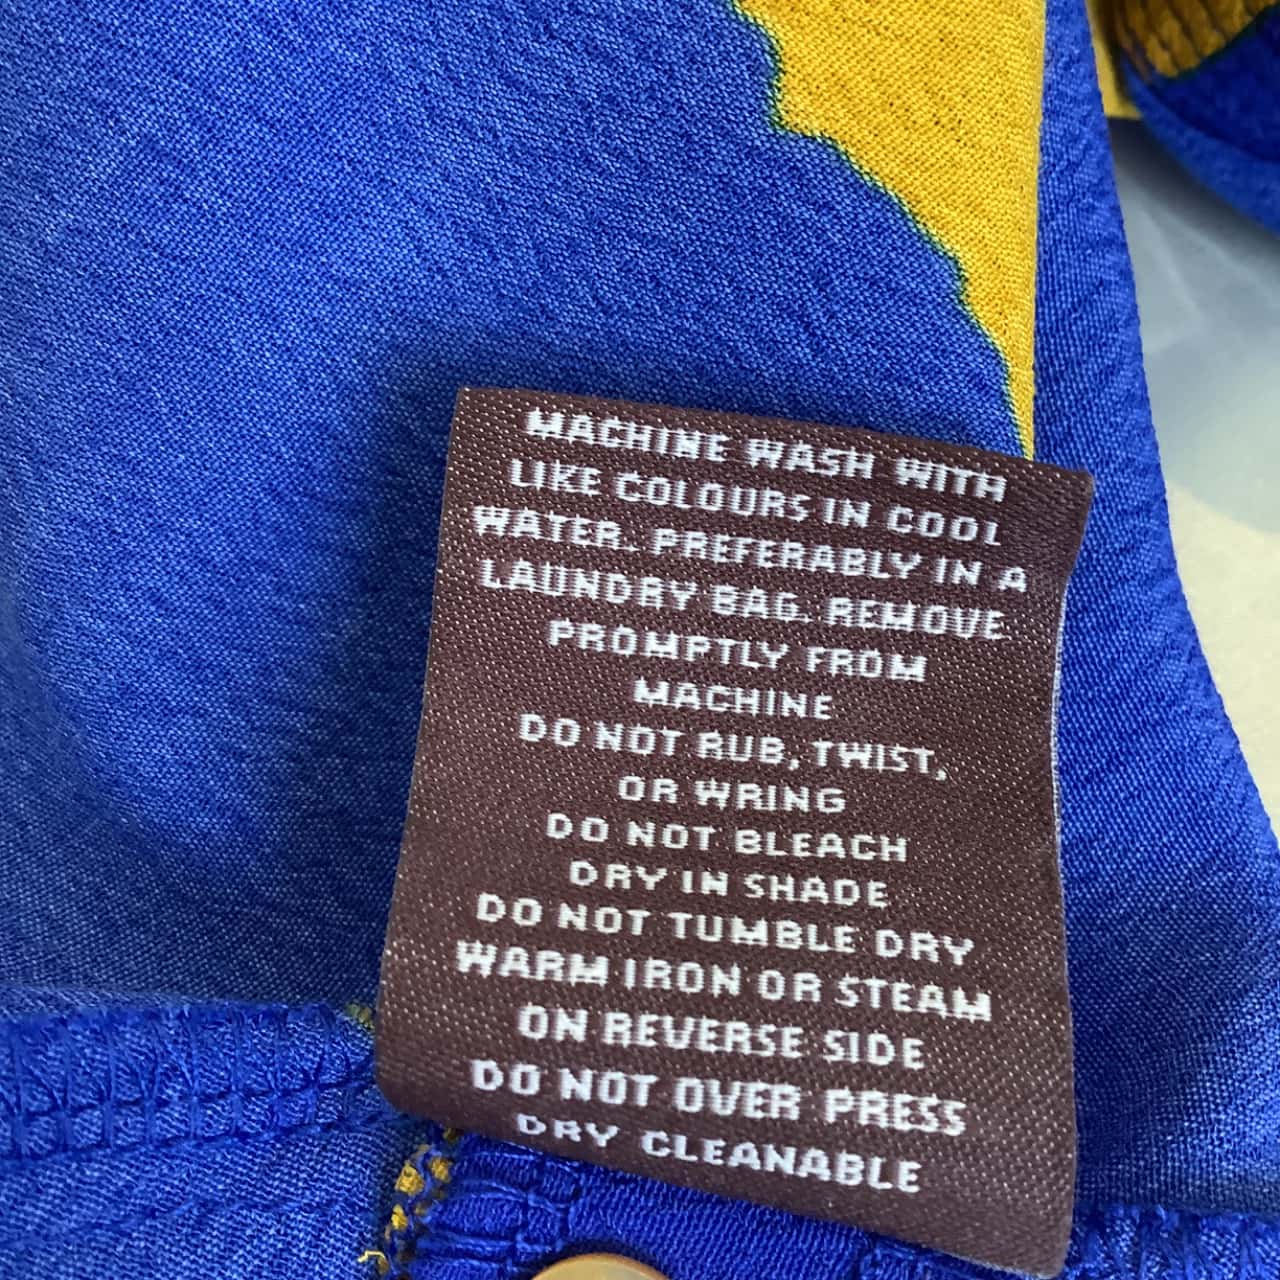 MACHINE WASH WITH
LIKE COLOURS IN COOL
WATER. PREFERABLY IN A
LAUNDRY BAG. REMOVE
PROMPTLY FROM
MACHINE
DO NOT RUB, TWIST,
OR WRING
DO NOT BLEACH
DRY IN SHADE
DO NOT TUMBLE DRY
WARM IRON OR STEAM
ON REVERSE SIDE
DO NOT OVER PRESS
DRY CLEANABLE